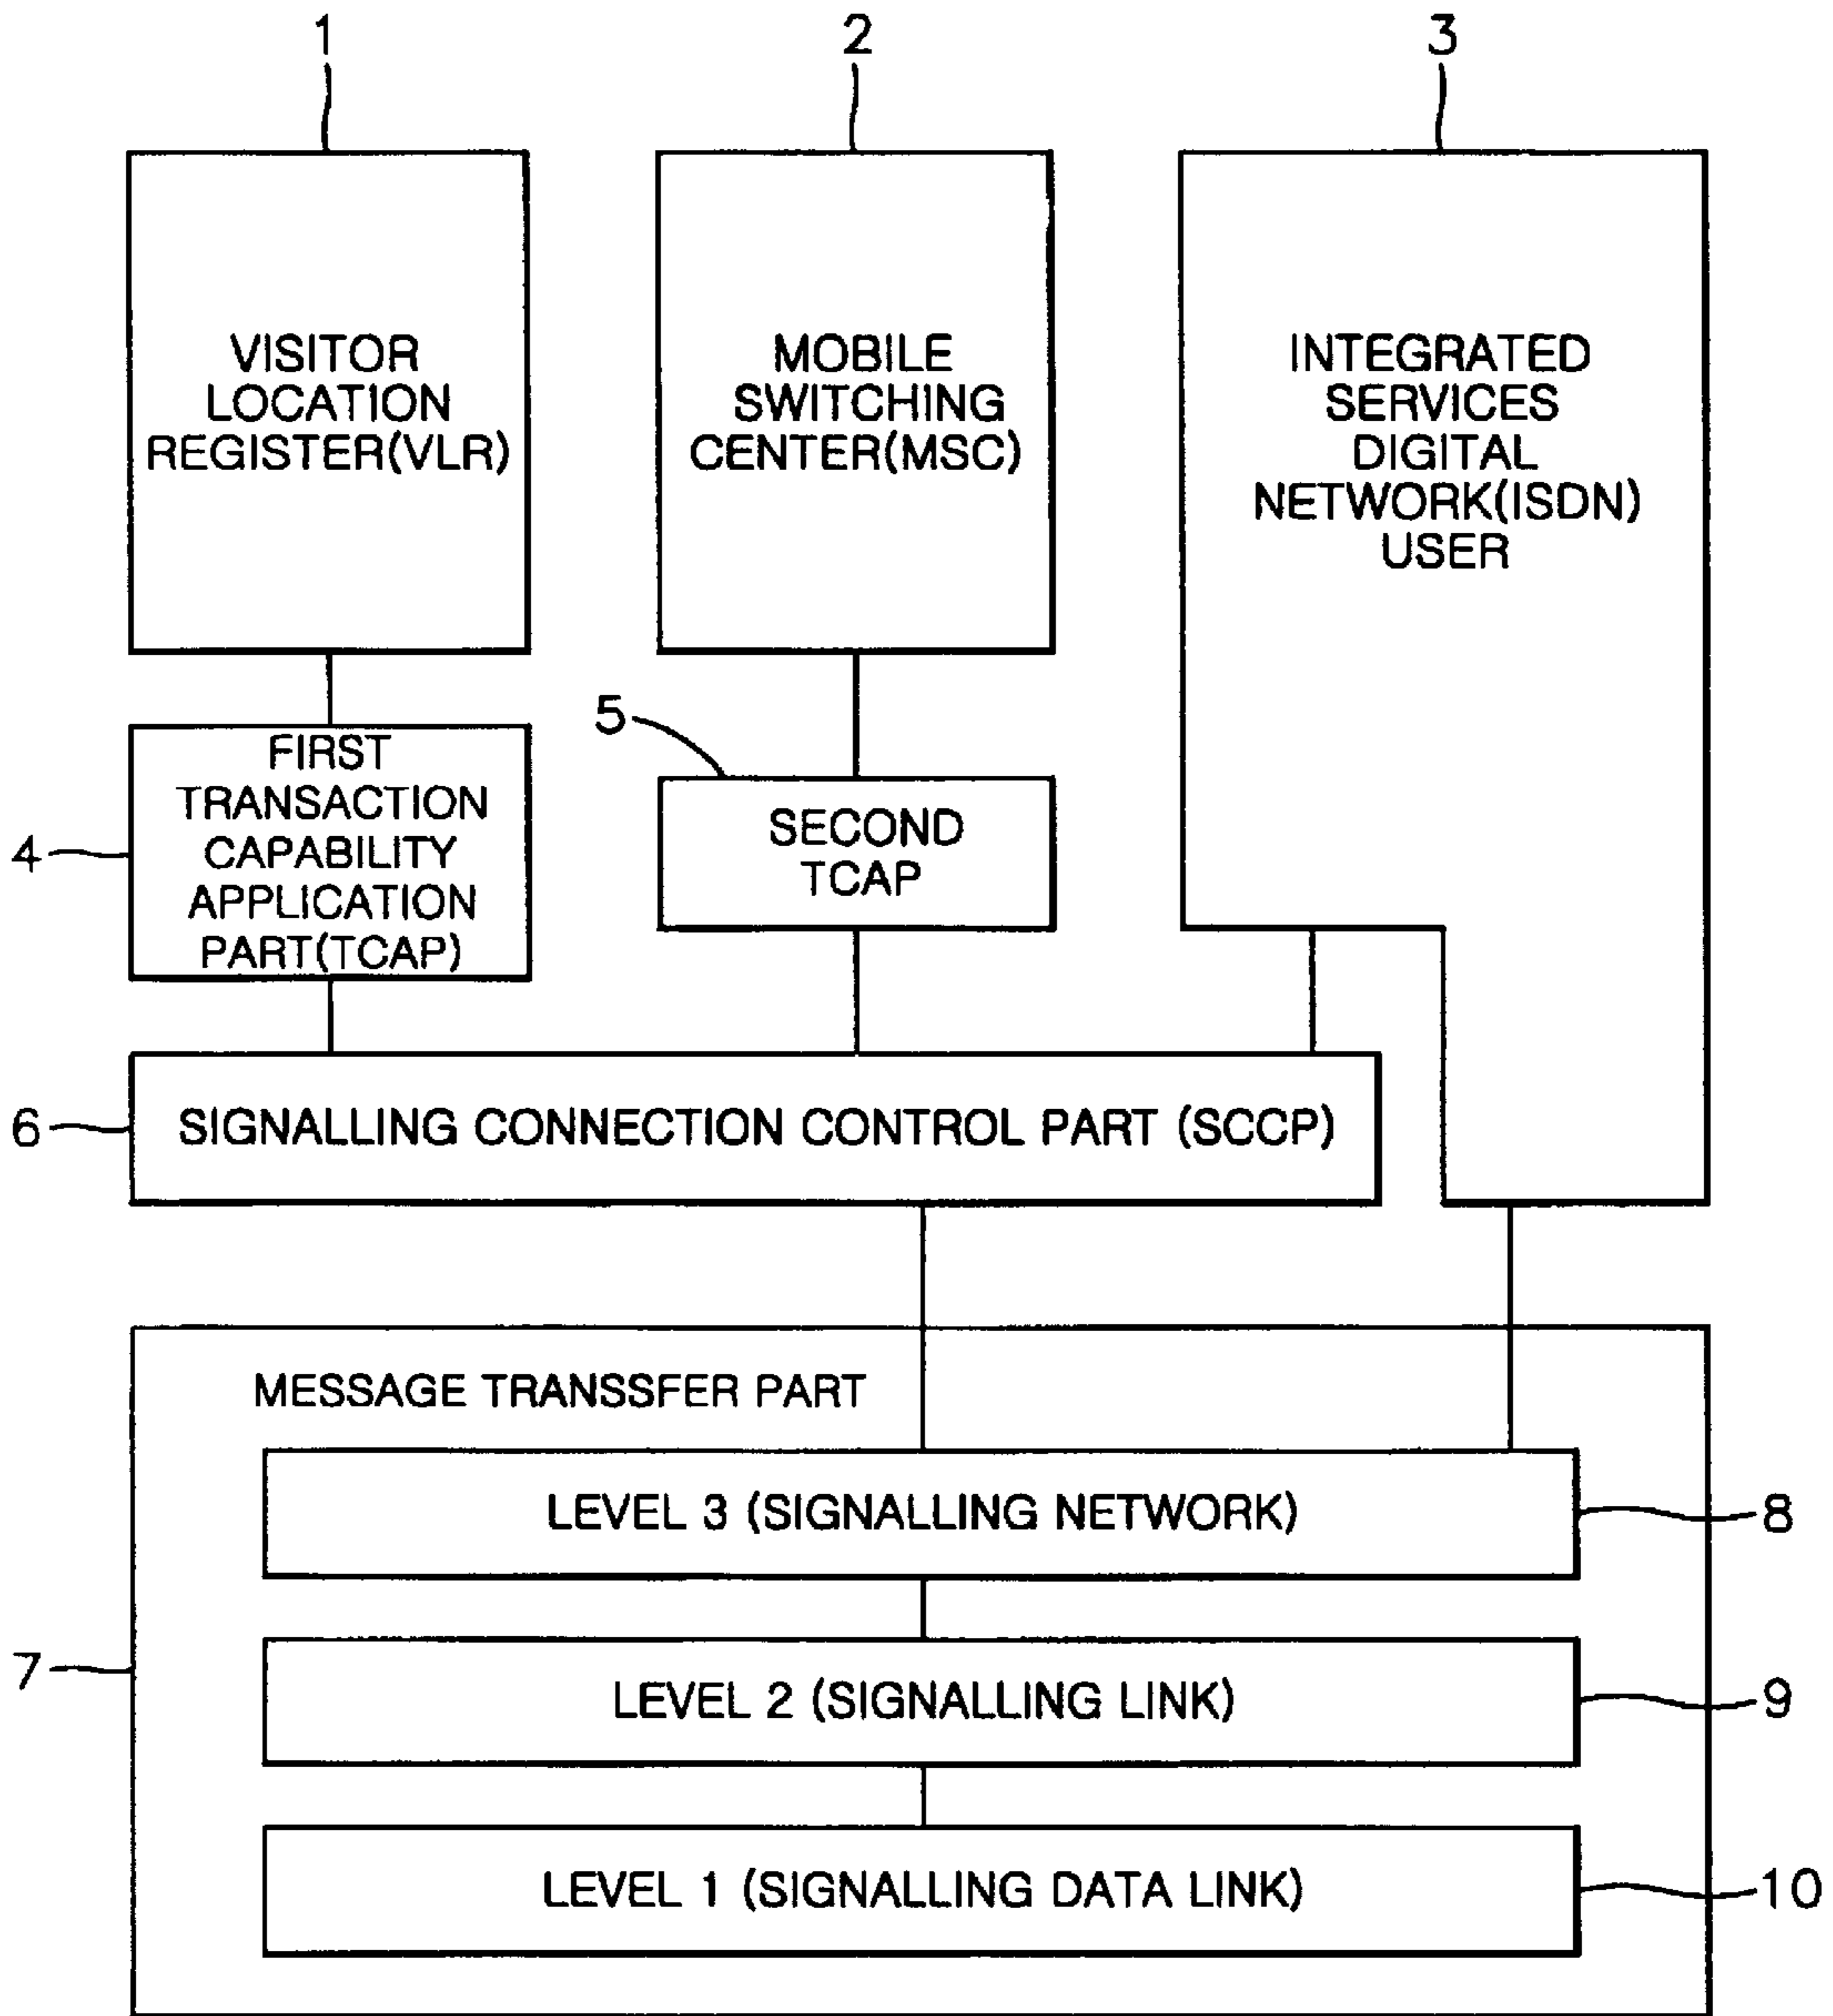 1
2
3
VISITOR
LOCATION
REGISTER(VLR)
MOBILE
SWITCHING
CENTER(MSC)
INTEGRATED
SERVICES
DIGITAL
NETWORK(ISDN)
USER
4
FIRST
TRANSACTION
CAPABILITY
APPLICATION
PART(TCAP)
5
SECOND
TCAP
6
SIGNALLING CONNECTION CONTROL PART (SCCP)
7
MESSAGE TRANSSFER PART
LEVEL 3 (SIGNALLING NETWORK)
8
LEVEL 2 (SIGNALLING LINK)
9
LEVEL 1 (SIGNALLING DATA LINK)
10